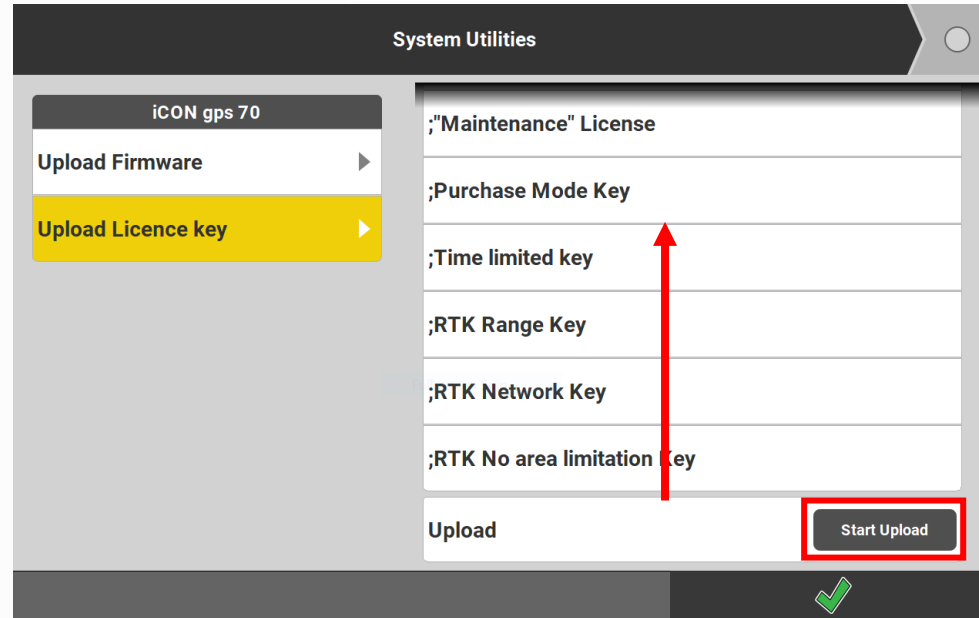 System Utilities
iCON gps 70
Upload Firmware
Upload Licence key
;"Maintenance" License
;Purchase Mode Key
;Time limited key
;RTK Range Key
;RTK Network Key
;RTK No area limitation Key
Upload
Start Upload